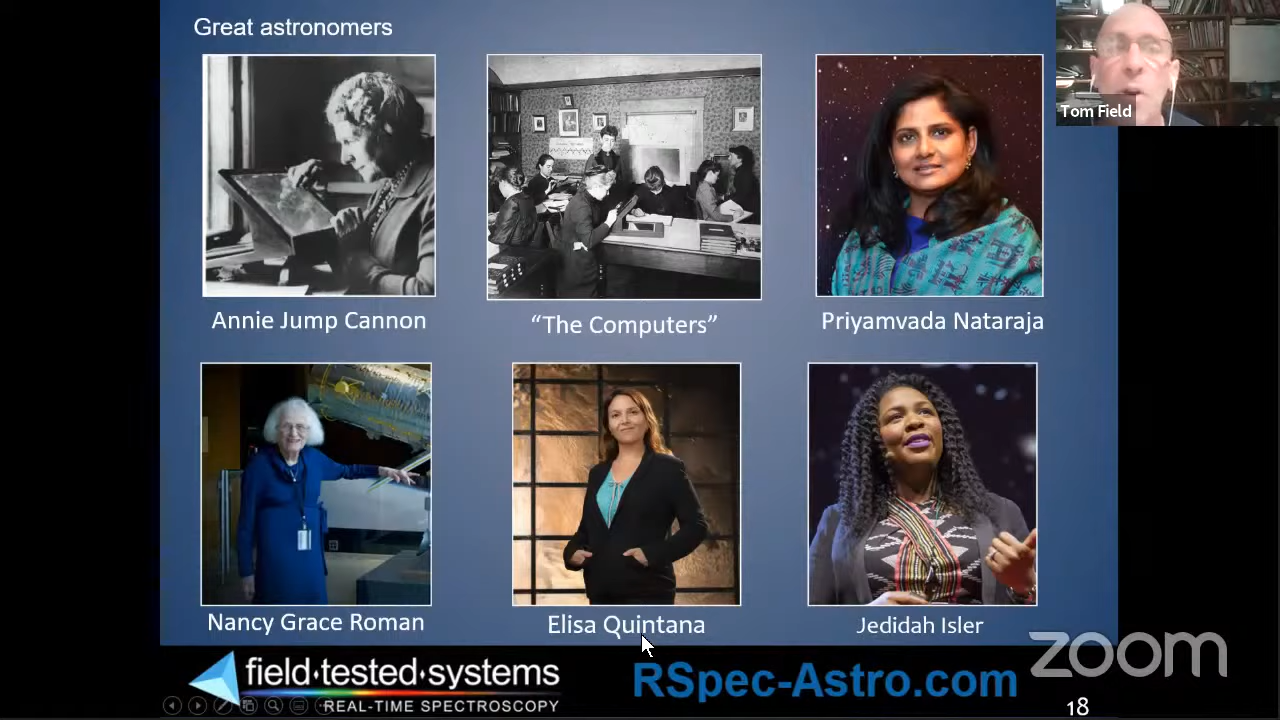 Great astronomers
Tom Field
Annie Jump Cannon
“The Computers”
Priyamvada Nataraja
Nancy Grace Roman
Elisa Quintana
Jedidah Isler
zoom
field•tested•systems
REAL-TIME SPECTROSCOPY
RSpec-Astro.com
18